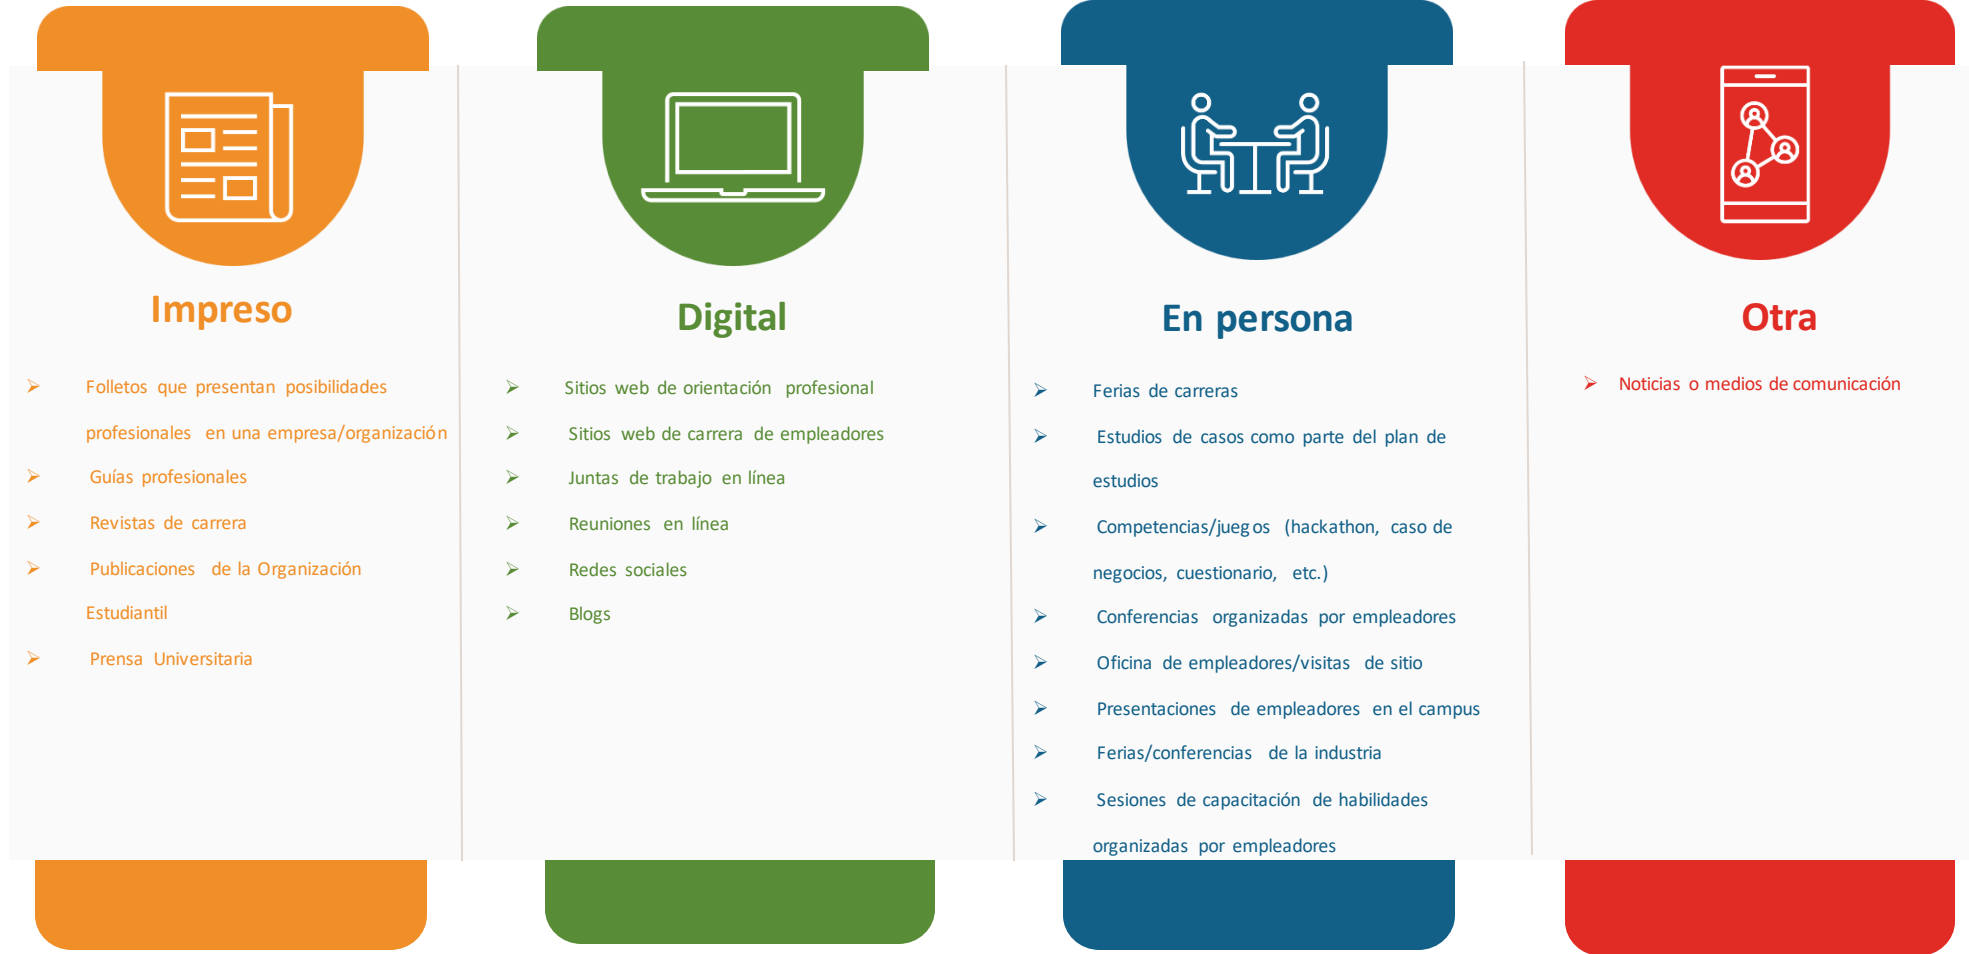 Impreso
Folletos que presentan posibilidades
profesionales en una empresa/organización
Guías profesionales
Revistas de carrera
Publicaciones de la Organización
Estudiantil
Prensa Universitaria
Digital
Sitios web de orientación profesional
Sitios web de carrera de empleadores
Juntas de trabajo en línea
Reuniones en línea
Redes sociales
Blogs
En persona
Ferias de carreras
Estudios de casos como parte del plan de
estudios
Competencias/juegos (hackathon, caso de
negocios, cuestionario, etc.)
Conferencias organizadas por empleadores
Oficina de empleadores/visitas de sitio
Presentaciones de empleadores en el campus
Ferias/conferencias de la industria
Sesiones de capacitación de habilidades
organizadas por empleadores
Otra
Noticias o medios de comunicación